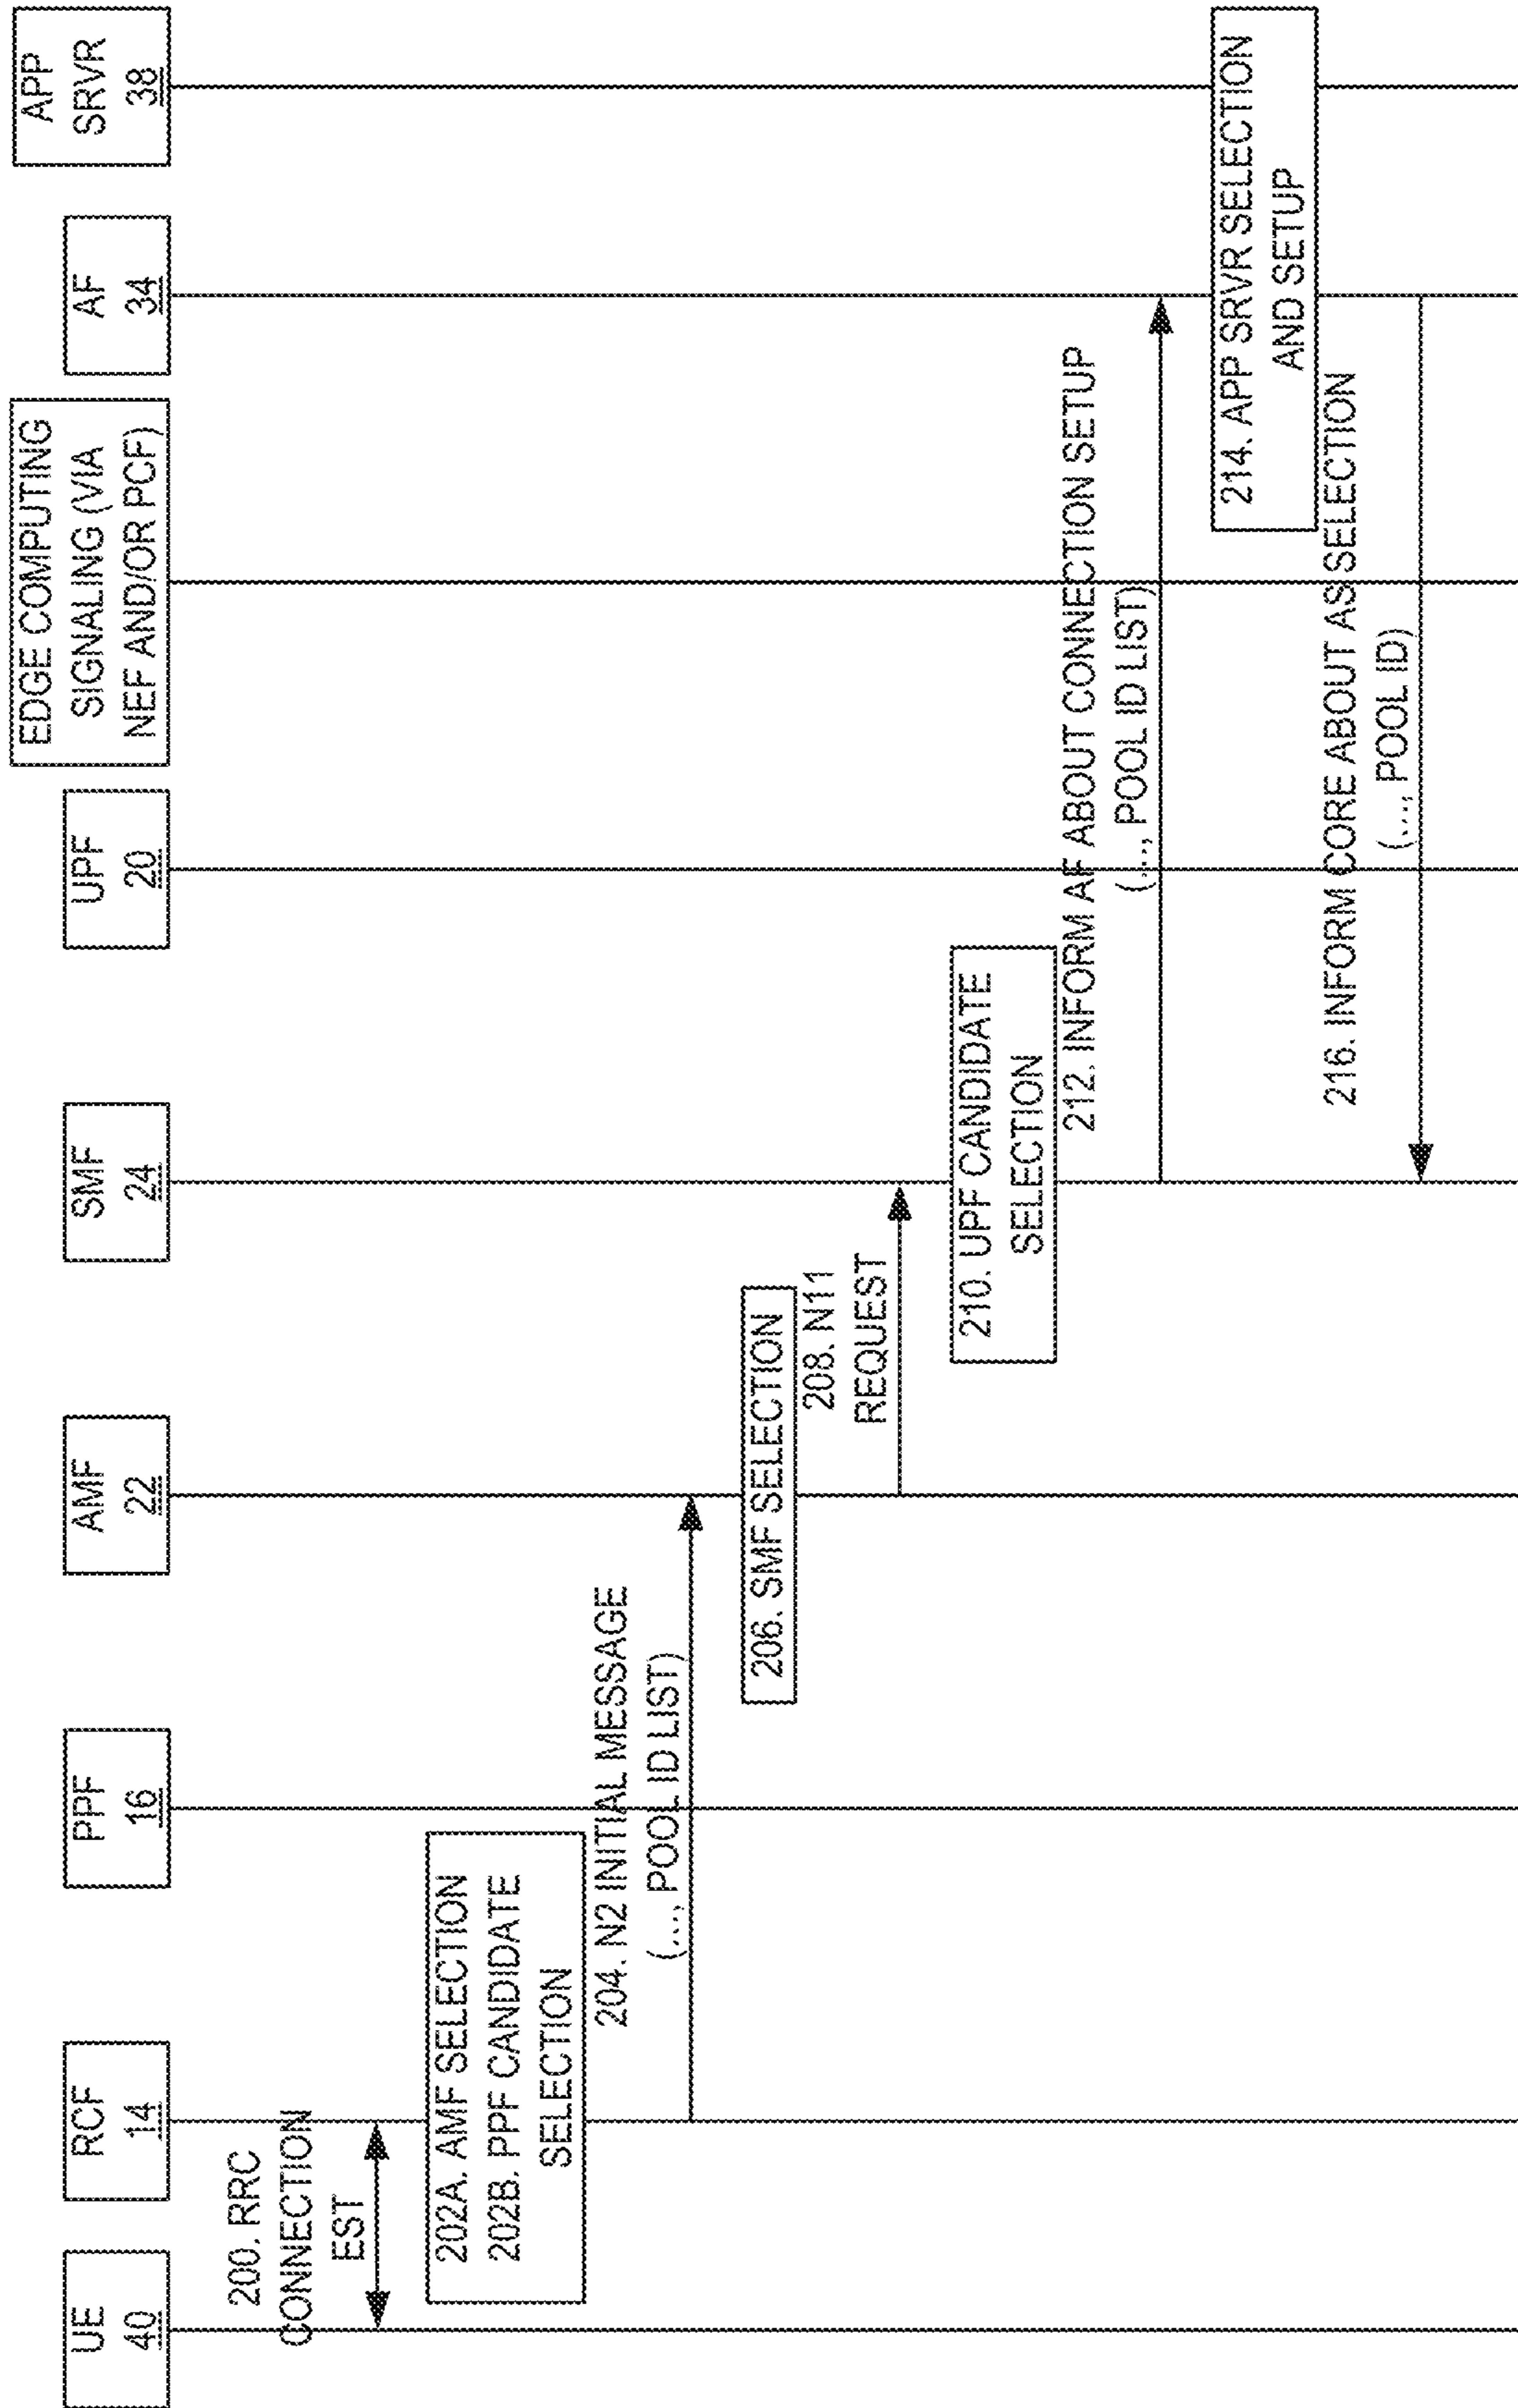 UE
40
RCF
14
PPF
16
AMF
22
SMF
24
UPF
20
EDGE COMPUTING
SIGNALING (VIA
NEF AND/OR PCF)
AF
34
APP
SRVR
38
200. RRC
CONNECTION
EST
202A. AMF SELECTION
202B. PPF CANDIDATE
SELECTION
204. N2 INITIAL MESSAGE
(..., POOL ID LIST)
206. SMF SELECTION
208. N11
REQUEST
210. UPF CANDIDATE
SELECTION
212. INFORM AF ABOUT CONNECTION SETUP
(..., POOL ID LIST)
214. APP SRVR SELECTION
AND SETUP
216. INFORM CORE ABOUT AS SELECTION
(..., POOL ID)